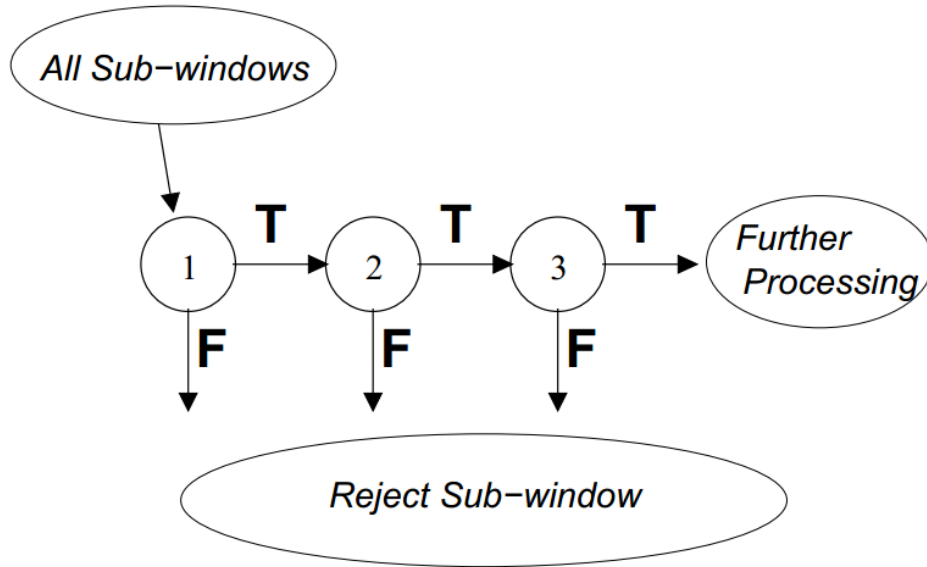 All Sub−windows
T
T
T
1
2
3
Further
Processing
F
F
F
Reject Sub−window